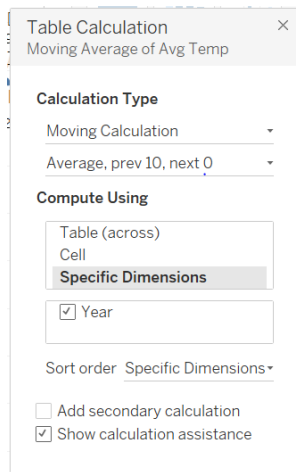 Table Calculation
Moving Average of Avg Temp
Calculation Type
Moving Calculation
Average, prev 10, next 0
Compute Using
Table (across)
Cell
Specific Dimensions
Year
Sort order Specific Dimensions
Add secondary calculation
Show calculation assistance